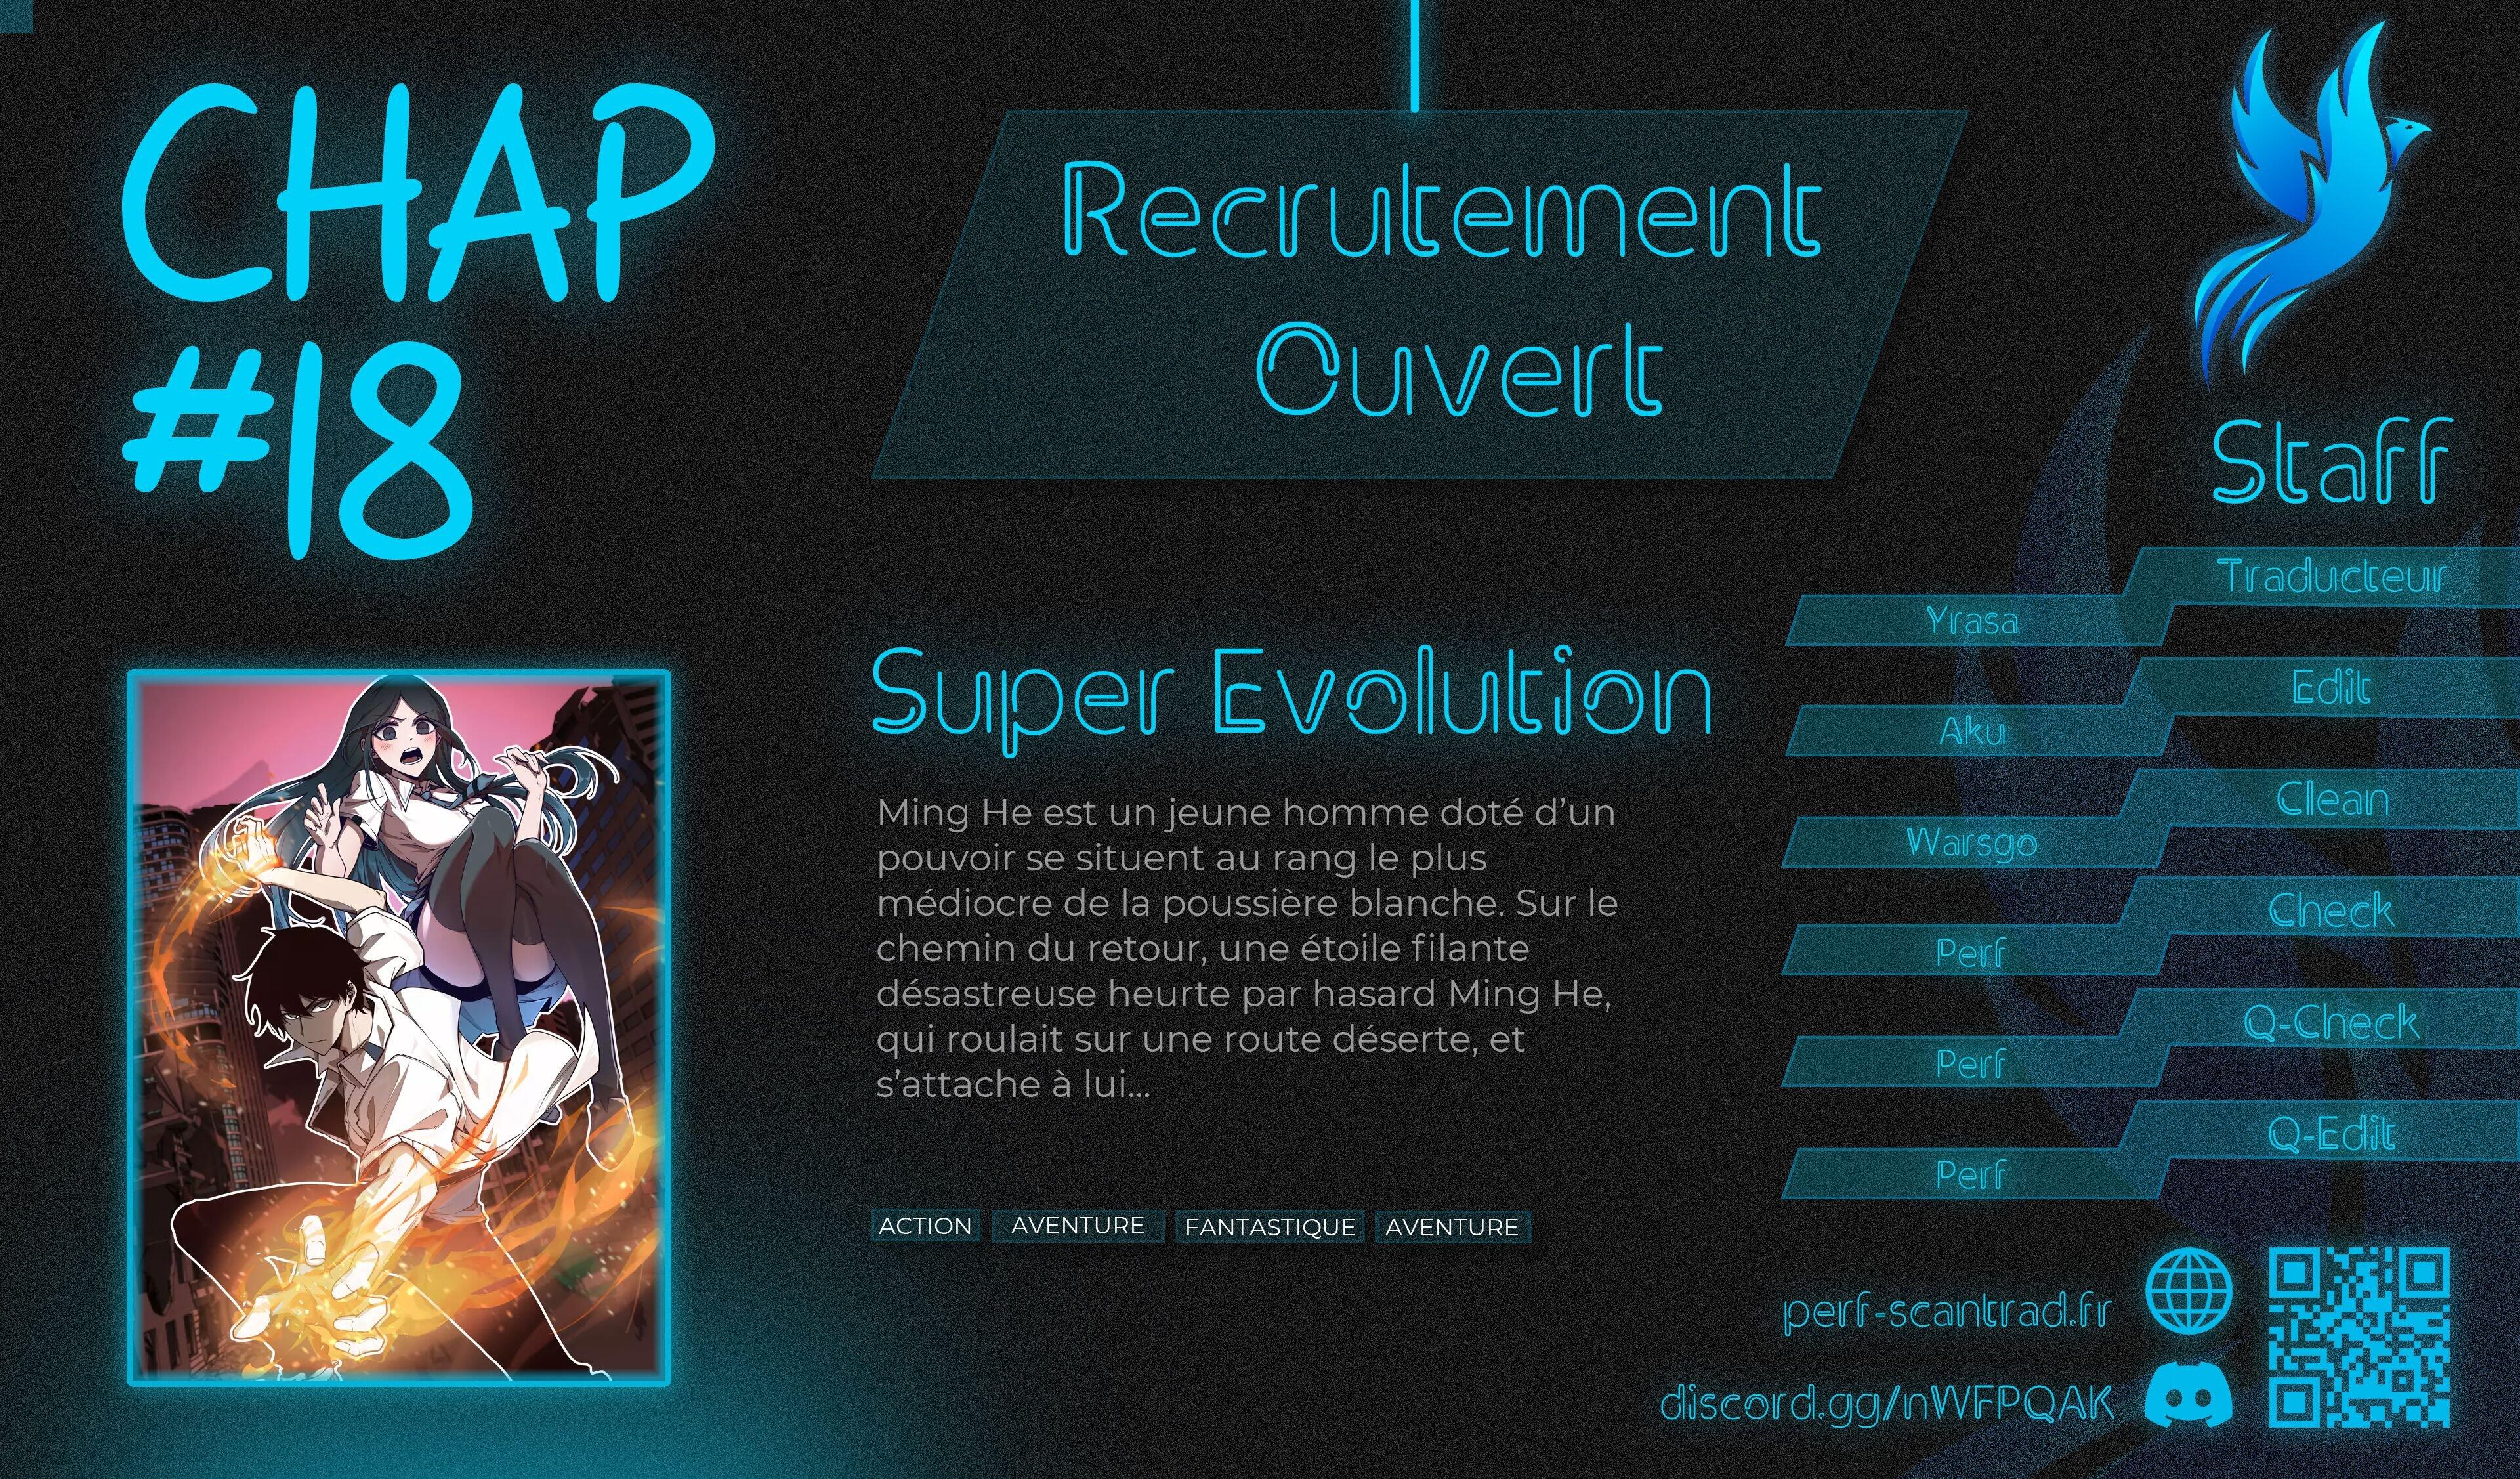 CHAP
#18
Recrutement
Ouvert
Super Evolution
Ming He est un jeune homme doté d’un
pouvoir se situent au rang le plus
médiocre de la poussière blanche. Sur le
chemin du retour, une étoile filante
désastreuse heurte par hasard Ming He,
qui roulait sur une route déserte, et
s’attache à lui...
ACTION
AVENTURE
FANTASTIQUE
AVENTURE
Staff
Traducteur
Yrasa
Edit
Aku
Clean
Warsgo
Check
Perf
Q-Check
Perf
Q-Edit
Perf
perf-scantrad.fr
discord.gg/nWFPQAK